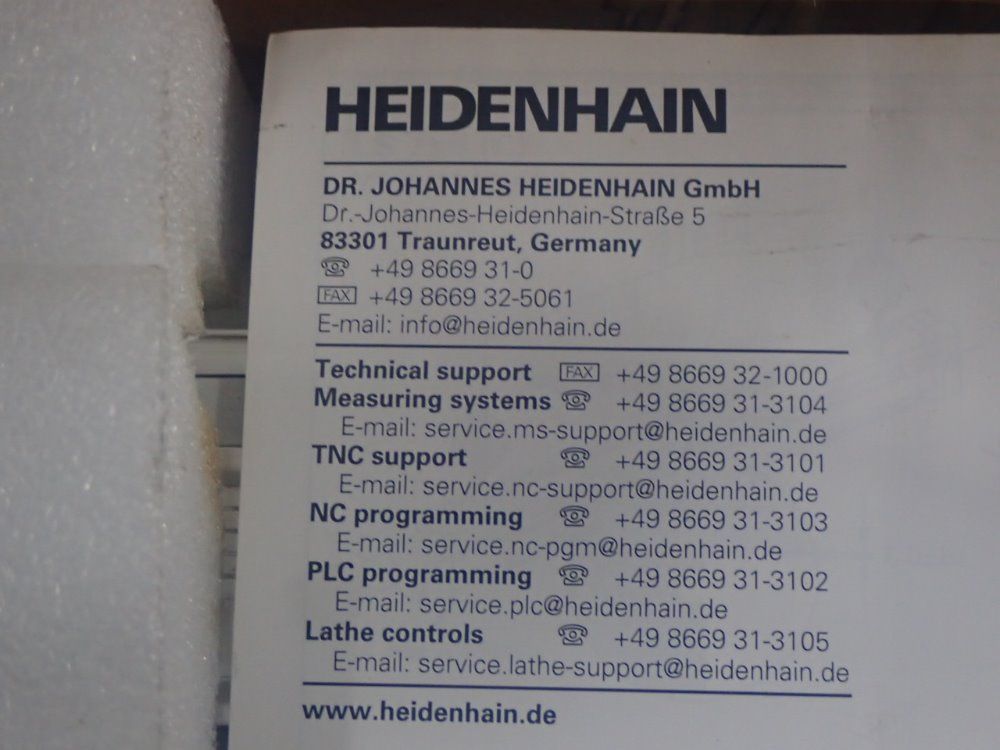 HEIDENHAIN
DR. JOHANNES HEIDENHAIN GmbH
Dr.-Johannes-Heidenhain-Straße 5
83301 Traunreut, Germany
☏ +49 8669 31-0
FAX +49 8669 32-5061
E-mail: info@heidenhain.de
Technical support FAX +49 8669 32-1000
Measuring systems ☏ +49 8669 31-3104
E-mail: service.ms-support@heidenhain.de
TNC support ☏ +49 8669 31-3101
E-mail: service.nc-support@heidenhain.de
NC programming ☏ +49 8669 31-3103
E-mail: service.nc-pgm@heidenhain.de
PLC programming ☏ +49 8669 31-3102
E-mail: service.plc@heidenhain.de
Lathe controls ☏ +49 8669 31-3105
E-mail: service.lathe-support@heidenhain.de
www.heidenhain.de